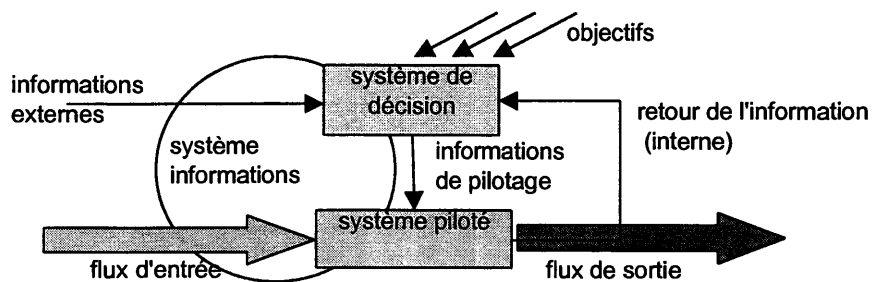 objectifs
système de
décision
informations
externes
retour de l'information
(interne)
système
informations
informations
de pilotage
système piloté
flux d'entrée
flux de sortie